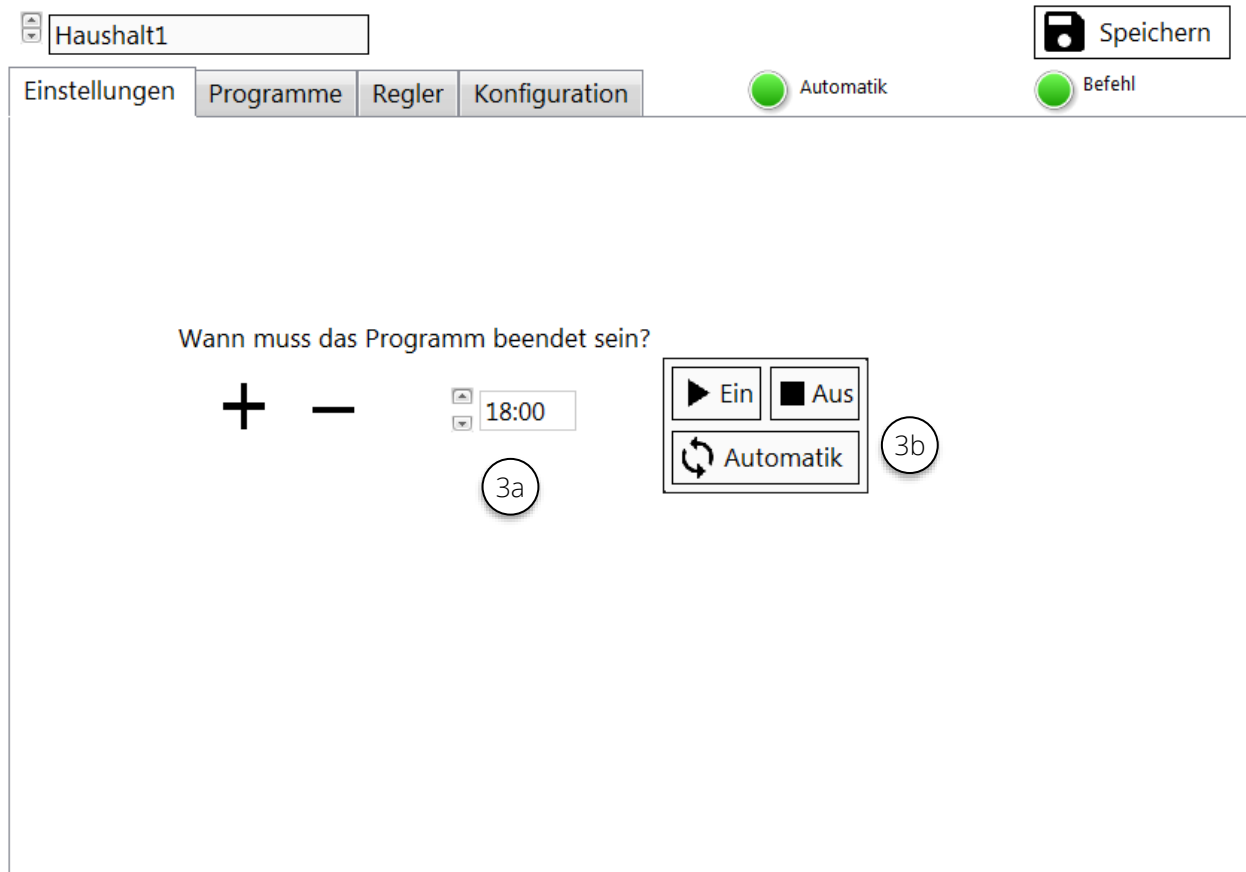 Haushalt1
Speichern
Einstellungen Programme Regler Konfiguration Automatik Befehl
Wann muss das Programm beendet sein?
+ – 18:00
Ein Aus
Automatik
3a
3b